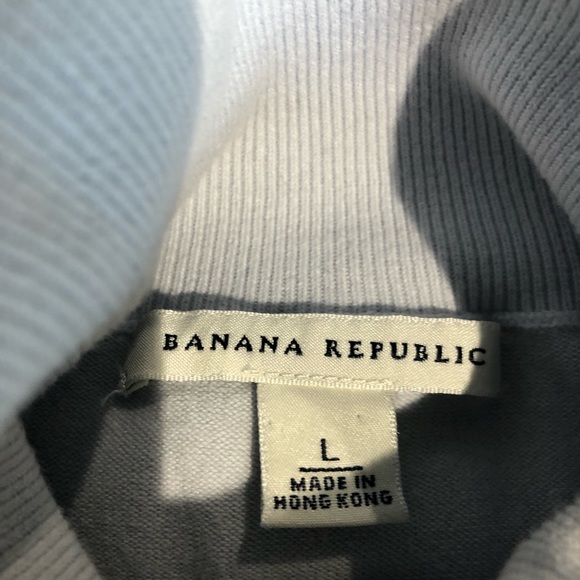 BANANA REPUBLIC
L
MADE IN
HONG KONG